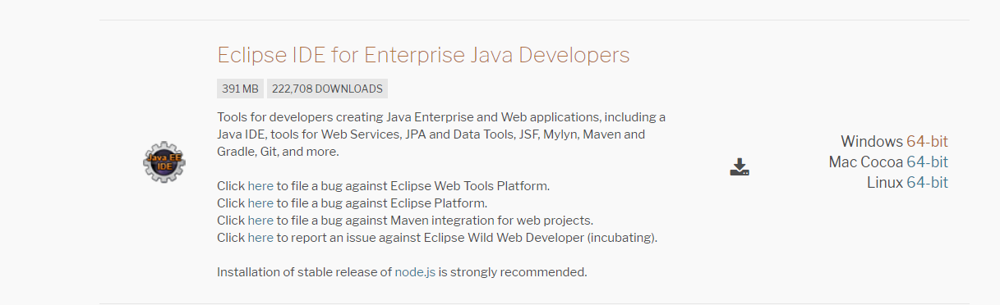 Eclipse IDE for Enterprise Java Developers
391 MB 222,708 DOWNLOADS
Tools for developers creating Java Enterprise and Web applications, including a
Java IDE, tools for Web Services, JPA and Data Tools, JSF, Mylyn, Maven and
Gradle, Git, and more.
Click here to file a bug against Eclipse Web Tools Platform.
Click here to file a bug against Eclipse Platform.
Click here to file a bug against Maven integration for web projects.
Click here to report an issue against Eclipse Wild Web Developer (incubating).
Installation of stable release of node.js is strongly recommended.
Java EE
IDE
Windows 64-bit
Mac Cocoa 64-bit
Linux 64-bit